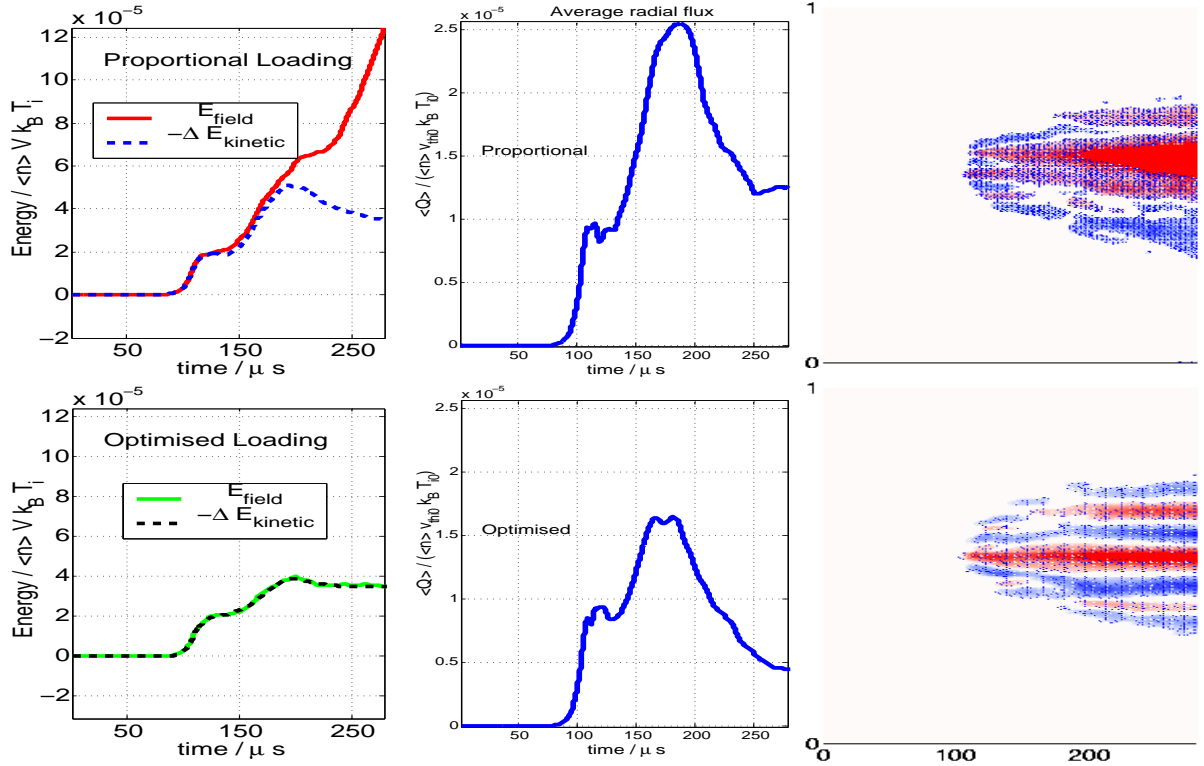 x 10⁻⁵
12
10
8
6
4
2
0
−2
50
150
250
time / μ s
Energy / <n> V k_B T_i
Proportional Loading
E_field
−Δ E_kinetic
Average radial flux
x 10⁻⁵
2.5
2
1.5
1
0.5
0
50
100
150
200
250
time / μ s
<Q> / (<n> v_thi0 k_B T_i0)
Proportional
1
0
x 10⁻⁵
12
10
8
6
4
2
0
−2
50
150
250
time / μ s
Energy / <n> V k_B T_i
Optimised Loading
E_field
−Δ E_kinetic
x 10⁻⁵
2.5
2
1.5
1
0.5
0
50
100
150
200
250
time / μ s
<Q> / (<n> v_thi0 k_B T_i0)
Optimised
1
0
0
100
200